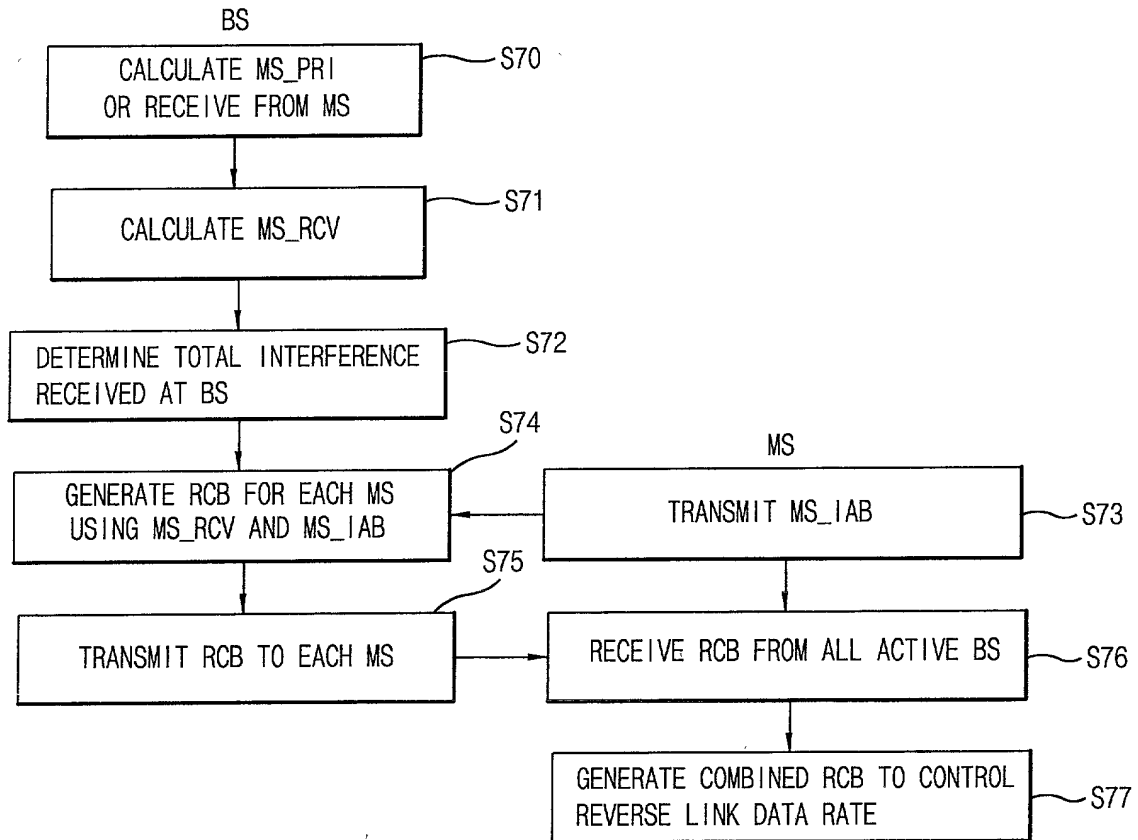 BS
CALCULATE MS_PRI
OR RECEIVE FROM MS
S70
CALCULATE MS_RCV
S71
DETERMINE TOTAL INTERFERENCE
RECEIVED AT BS
S72
GENERATE RCB FOR EACH MS
USING MS_RCV AND MS_IAB
S74
MS
TRANSMIT MS_IAB
S73
TRANSMIT RCB TO EACH MS
S75
RECEIVE RCB FROM ALL ACTIVE BS
S76
GENERATE COMBINED RCB TO CONTROL
REVERSE LINK DATA RATE
S77